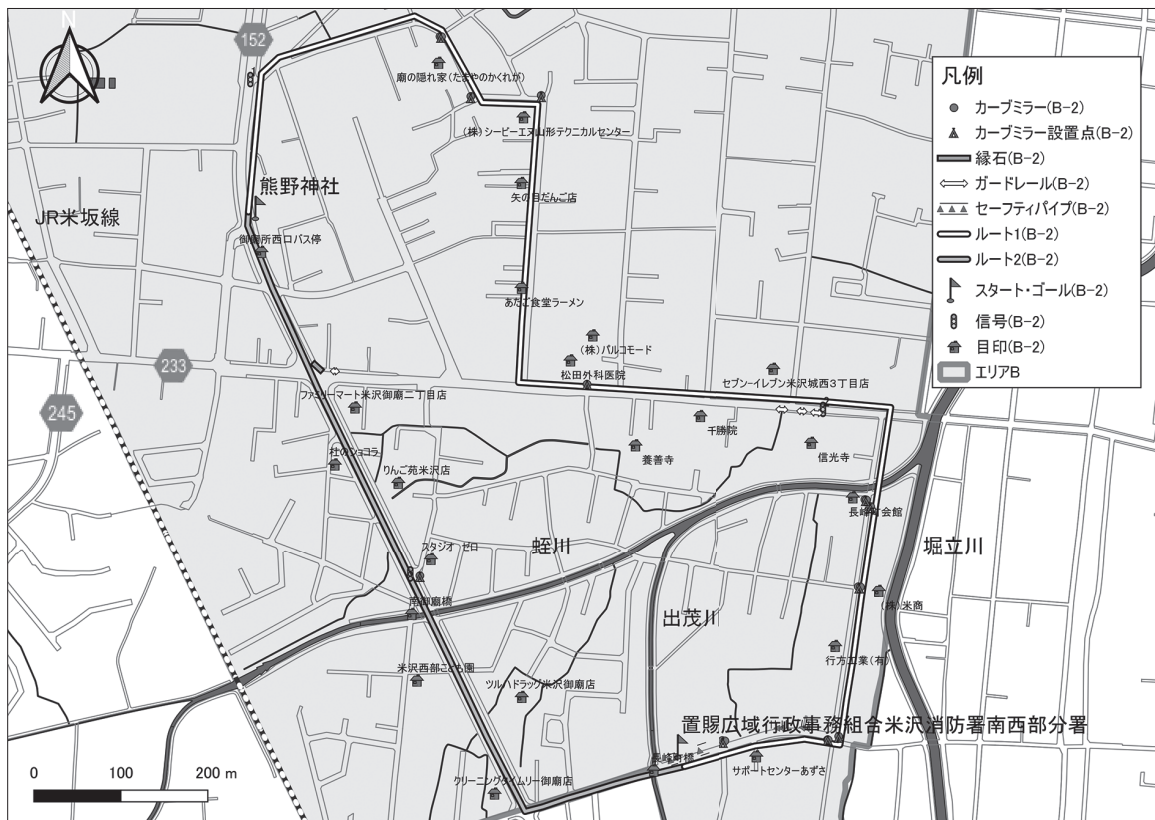 N
152
廟の隠れ家(たまやのかくれが)
(株)シーピーエヌ山形テクニカルセンター
熊野神社
矢の目だんご店
JR米坂線
御廟所西口バス停
あたご食堂ラーメン
(株)パルコモード
233
松田外科医院
セブン-イレブン米沢城西3丁目店
245
ファミリーマート米沢御廟二丁目店
千勝院
養善寺
信光寺
杜のショコラ
りんご苑米沢店
長峰町会館
スタジオ ゼロ
蛭川
堀立川
南御廟橋
(株)米商
出茂川
行方工業(有)
米沢西部こども園
ツルハドラッグ米沢御廟店
置賜広域行政事務組合米沢消防署南西部分署
長峰町橋
サポートセンターあずさ
クリーニングタイムリー御廟店
0 100 200 m
凡例
カーブミラー(B-2)
カーブミラー設置点(B-2)
縁石(B-2)
ガードレール(B-2)
セーフティパイプ(B-2)
ルート1(B-2)
ルート2(B-2)
スタート・ゴール(B-2)
信号(B-2)
目印(B-2)
エリアB